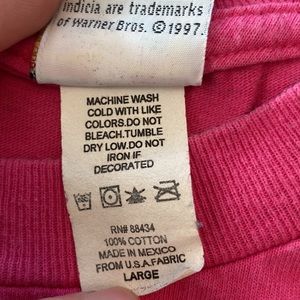 indicia are trademarks
of Warner Bros. ©1997.
MACHINE WASH
COLD WITH LIKE
COLORS.DO NOT
BLEACH.TUMBLE
DRY LOW.DO NOT
IRON IF
DECORATED
RN# 88434
100% COTTON
MADE IN MEXICO
FROM U.S.A.FABRIC
LARGE